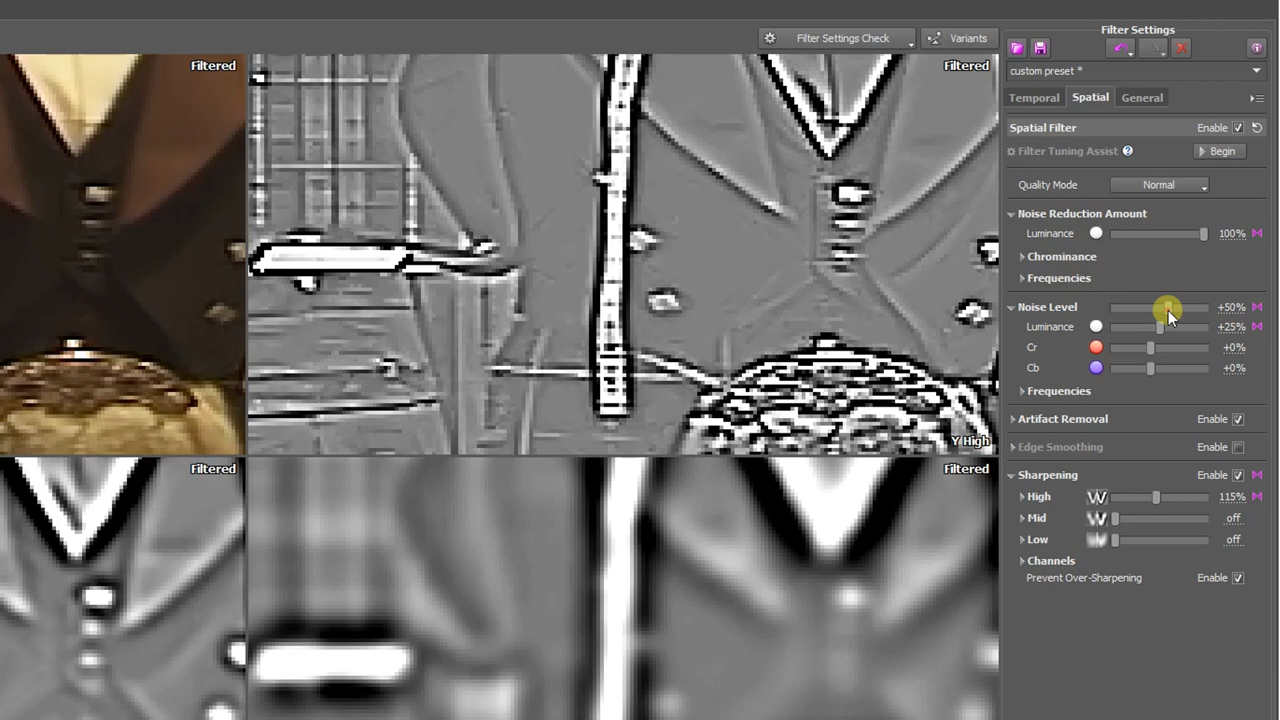 Filter Settings
Filter Settings Check
Variants
Filtered
Filtered
custom preset *
Temporal
Spatial
General
Spatial Filter
Enable
Filter Tuning Assist
?
Begin
Quality Mode
Normal
Noise Reduction Amount
Luminance
100%
Chrominance
Frequencies
Noise Level
+50%
Luminance
+25%
Cr
+0%
Cb
+0%
Frequencies
Artifact Removal
Enable
Edge Smoothing
Enable
Y High
Filtered
Filtered
Sharpening
Enable
High
115%
Mid
off
Low
off
Channels
Prevent Over-Sharpening
Enable